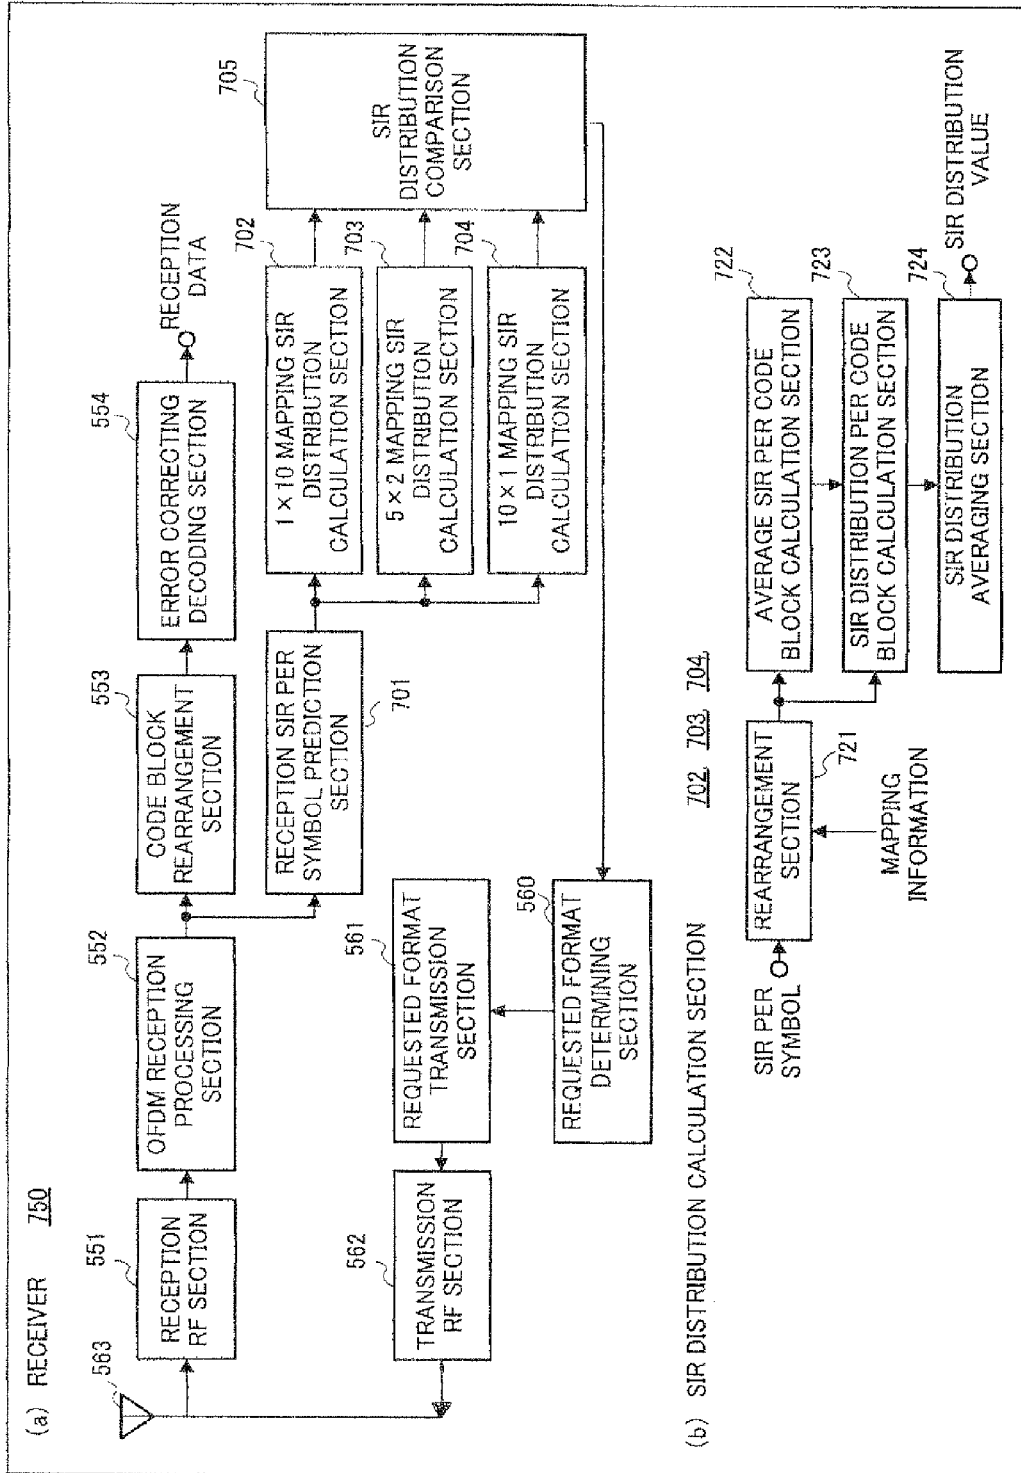 (a) RECEIVER 750
563
551
RECEPTION
RF SECTION
552
OFDM RECEPTION
PROCESSING
SECTION
553
CODE BLOCK
REARRANGEMENT
SECTION
554
ERROR CORRECTING
DECODING SECTION
RECEPTION
DATA
RECEPTION SIR PER
SYMBOL PREDICTION
SECTION
701
702
1 × 10 MAPPING SIR
DISTRIBUTION
CALCULATION SECTION
703
5 × 2 MAPPING SIR
DISTRIBUTION
CALCULATION SECTION
704
10 × 1 MAPPING SIR
DISTRIBUTION
CALCULATION SECTION
705
SIR
DISTRIBUTION
COMPARISON
SECTION
562
TRANSMISSION
RF SECTION
561
REQUESTED FORMAT
TRANSMISSION
SECTION
560
REQUESTED FORMAT
DETERMINING
SECTION
(b) SIR DISTRIBUTION CALCULATION SECTION 702, 703, 704,
SIR PER
SYMBOL
REARRANGEMENT
SECTION
721
MAPPING
INFORMATION
722
AVERAGE SIR PER CODE
BLOCK CALCULATION SECTION
723
SIR DISTRIBUTION PER CODE
BLOCK CALCULATION SECTION
724
SIR DISTRIBUTION
AVERAGING SECTION
SIR DISTRIBUTION
VALUE